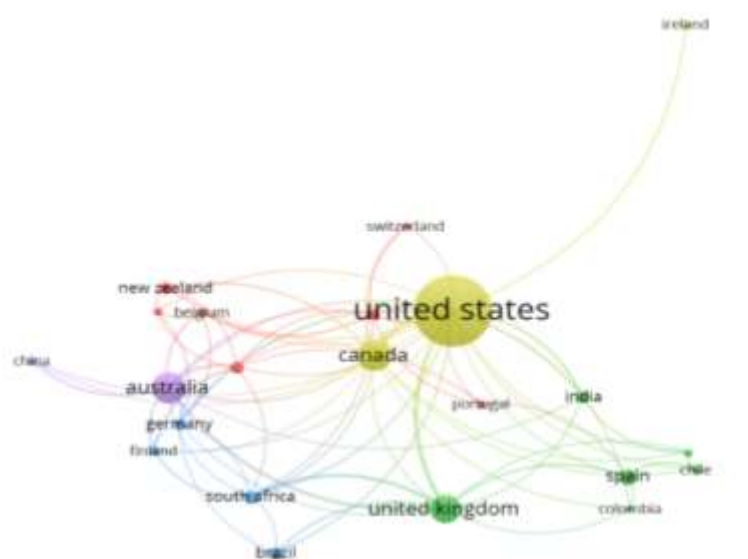 ireland
switzerland
new zealand
united states
belgium
canada
china
australia
india
portugal
germany
finland
spain
chile
south africa
united kingdom
colombia
brazil